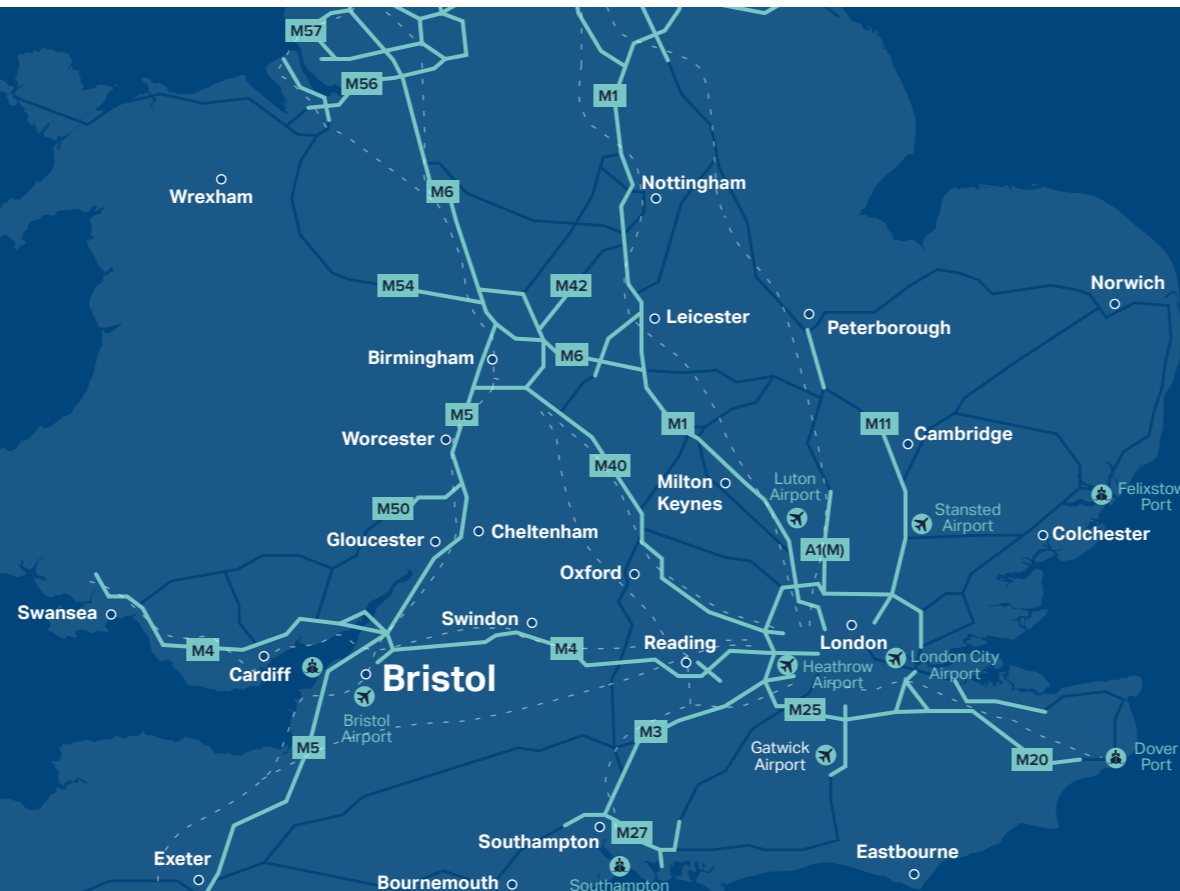 M57
M56
M1
M6
Nottingham
Wrexham
M54
M42
Norwich
Leicester
Peterborough
Birmingham
M6
M5
M1
M11
Worcester
Cambridge
M40
Milton
Keynes
Luton
Airport
Felixstow
Port
M50
Stansted
Airport
Gloucester
Cheltenham
Colchester
A1(M)
Oxford
Swansea
Swindon
M4
M4
Reading
London
Cardiff
Bristol
Heathrow
Airport
London City
Airport
Bristol
Airport
M25
M5
M3
Gatwick
Airport
M20
Dover
Port
Southampton
M27
Exeter
Eastbourne
Bournemouth
Southampton